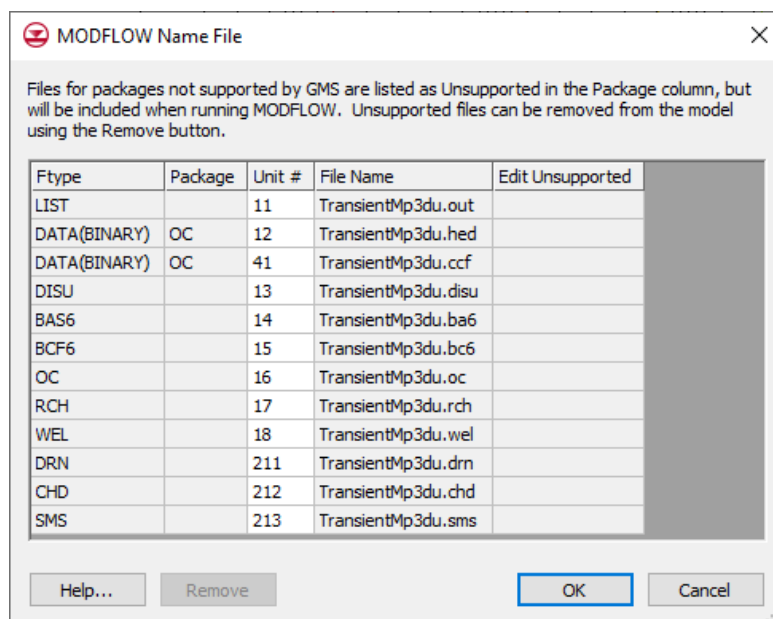 MODFLOW Name File
Files for packages not supported by GMS are listed as Unsupported in the Package column, but
will be included when running MODFLOW. Unsupported files can be removed from the model
using the Remove button.
Ftype Package Unit # File Name Edit Unsupported
LIST 11 TransientMp3du.out
DATA(BINARY) OC 12 TransientMp3du.hed
DATA(BINARY) OC 41 TransientMp3du.ccf
DISU 13 TransientMp3du.disu
BAS6 14 TransientMp3du.ba6
BCF6 15 TransientMp3du.bc6
OC 16 TransientMp3du.oc
RCH 17 TransientMp3du.rch
WEL 18 TransientMp3du.wel
DRN 211 TransientMp3du.drn
CHD 212 TransientMp3du.chd
SMS 213 TransientMp3du.sms
Help... Remove OK Cancel